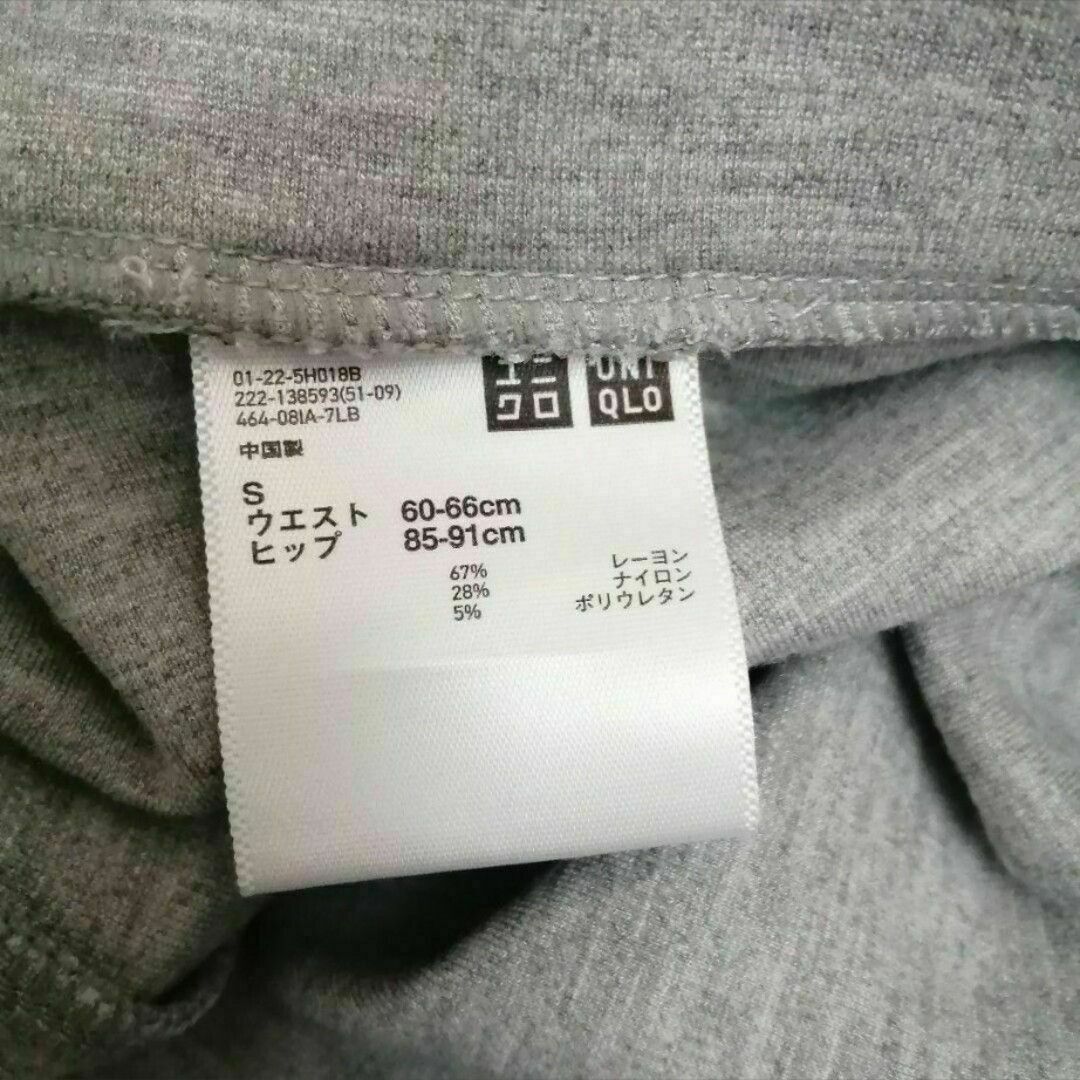 01-22-5H018B
222-138593(51-09)
464-08IA-7LB
ユニ
クロ
UNI
QLO
中国製
S
ウエスト 60-66cm
ヒップ 85-91cm
67% レーヨン
28% ナイロン
5% ポリウレタン